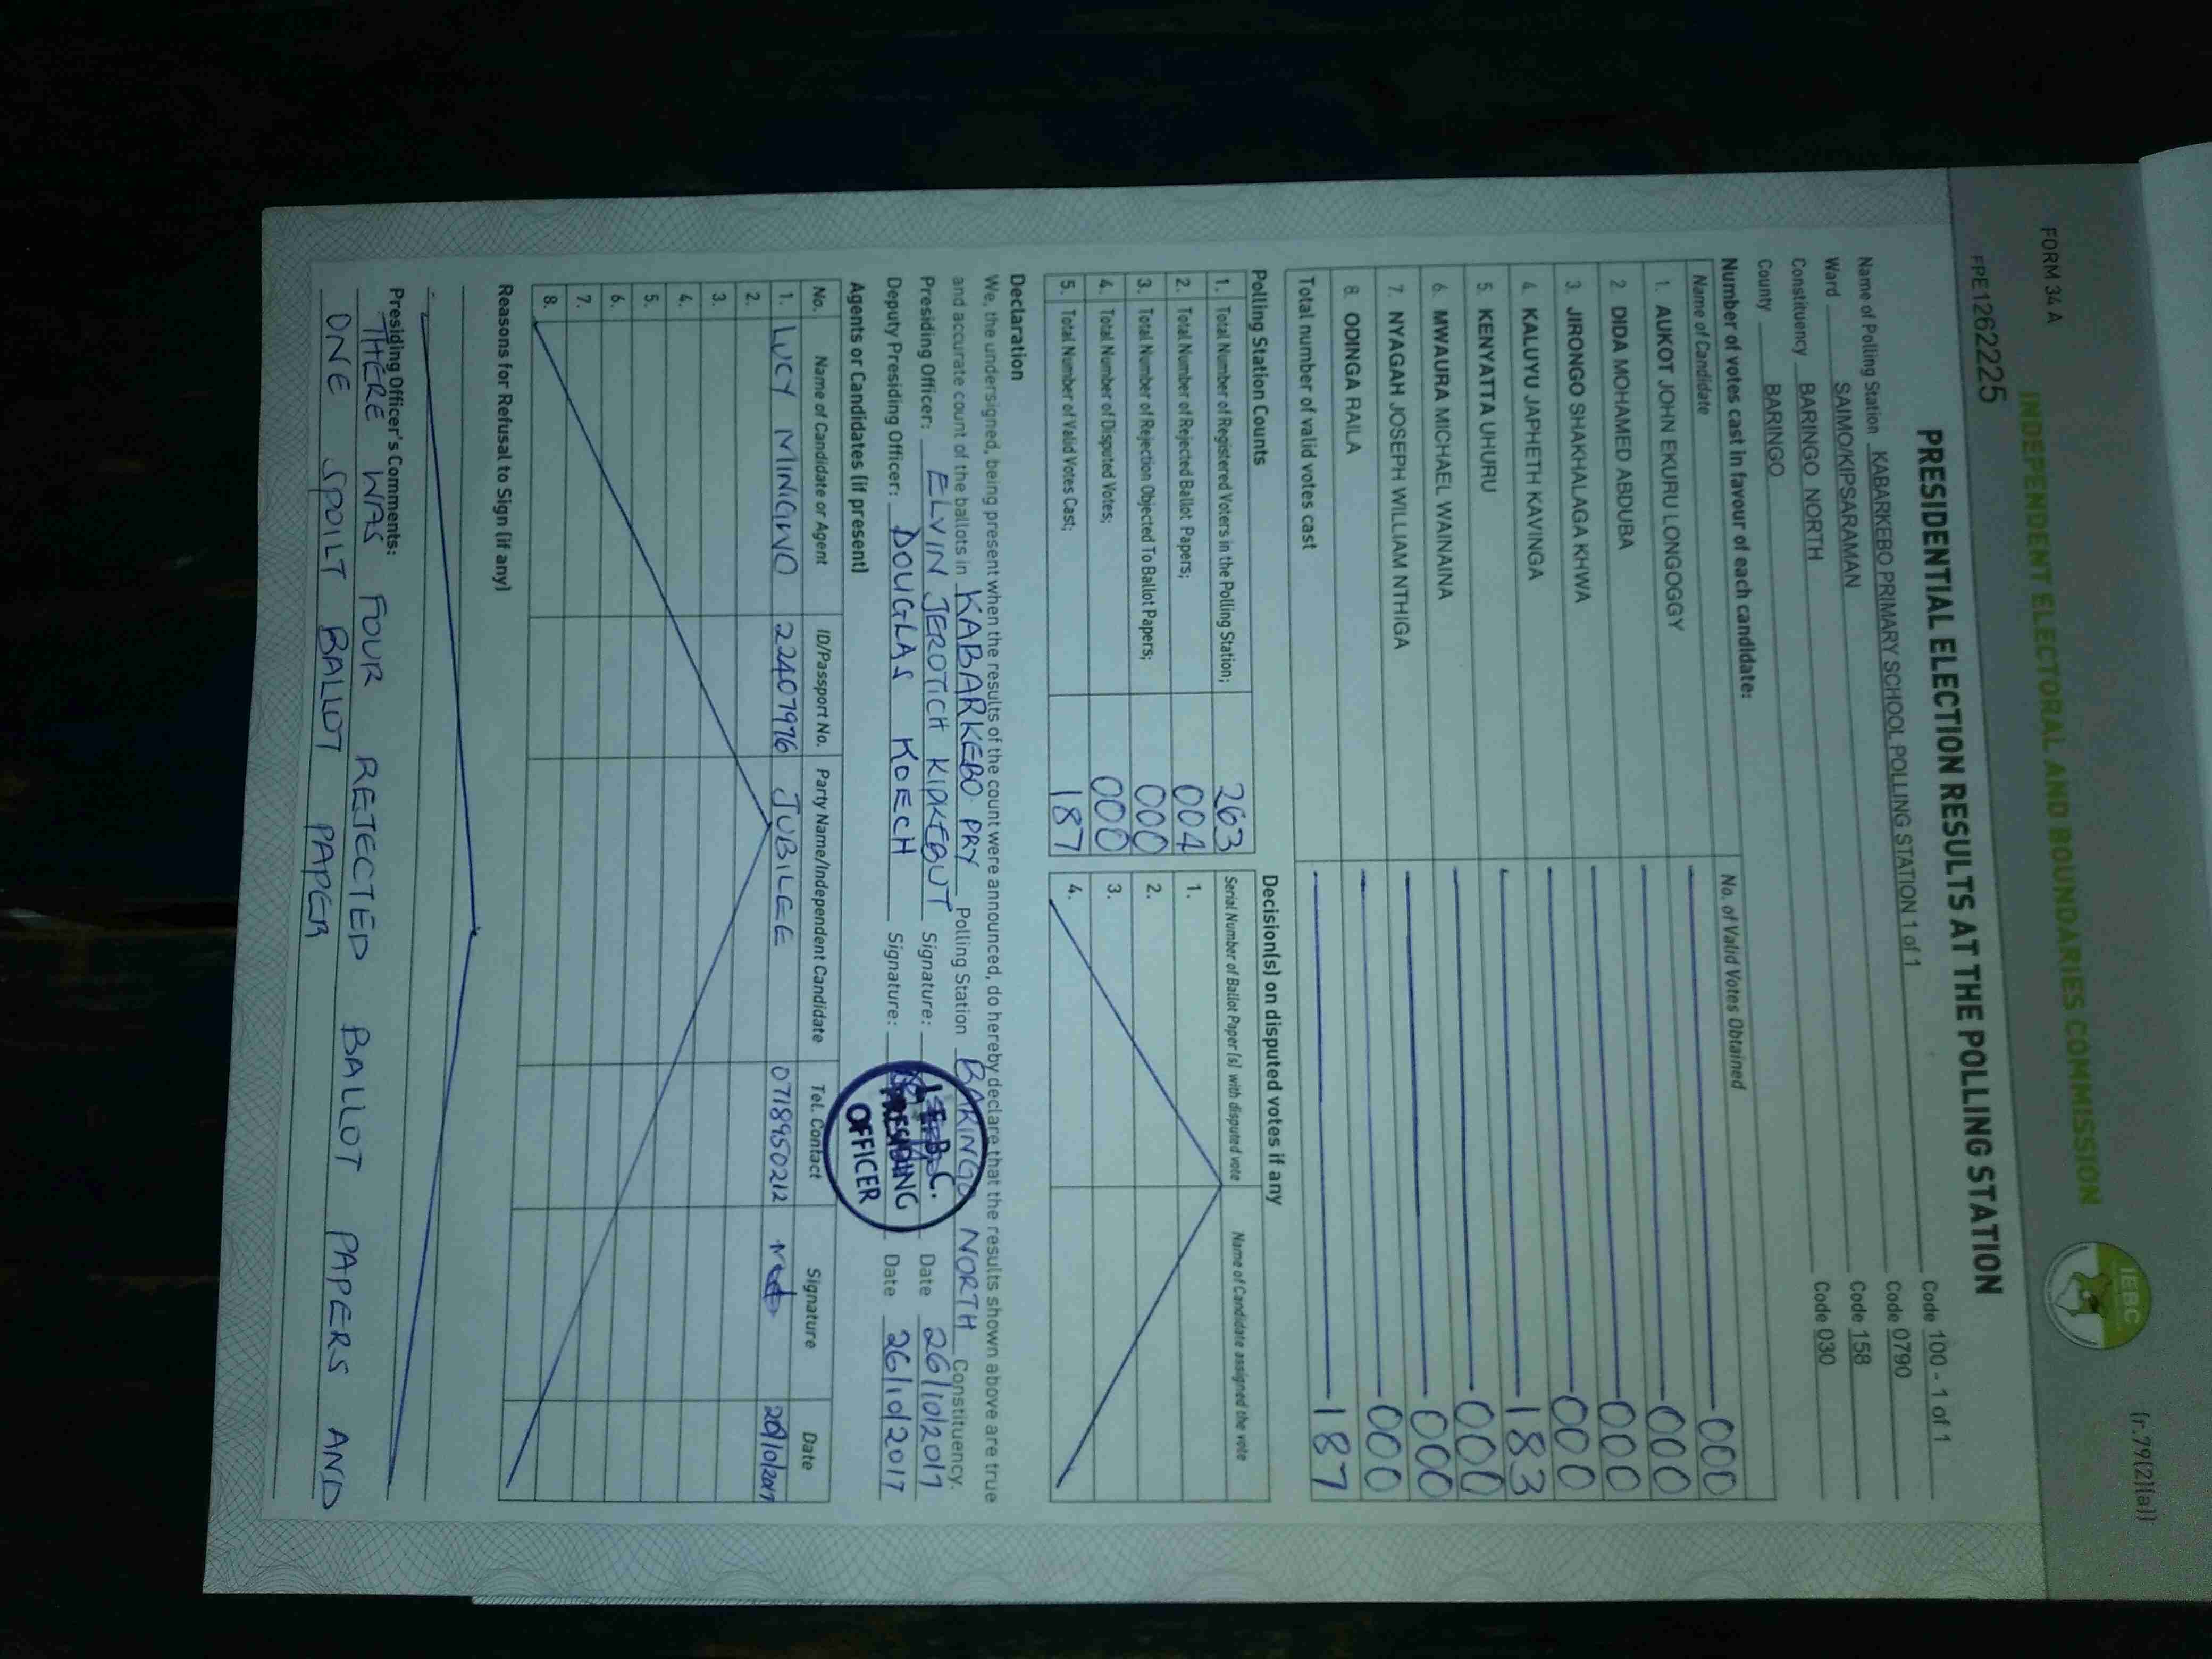 FORM 34 A
(r.79(2)(a))
INDEPENDENT ELECTORAL AND BOUNDARIES COMMISSION
IEBC
FPE1262225
PRESIDENTIAL ELECTION RESULTS AT THE POLLING STATION
Name of Polling Station KABARKEBO PRIMARY SCHOOL POLLING STATION 1 of 1 Code 100 - 1 of 1
Ward SAIMO/KIPSARAMAN Code 0790
Constituency BARINGO NORTH Code 158
County BARINGO Code 030
Number of votes cast in favour of each candidate:
Name of Candidate No. of Valid Votes Obtained
1. AUKOT JOHN EKURU LONGOGGY 000
2. DIDA MOHAMED ABDUBA 000
3. JIRONGO SHAKHALAGA KHWA 000
4. KALUYU JAPHETH KAVINGA 000
5. KENYATTA UHURU 183
6. MWAURA MICHAEL WAINAINA 000
7. NYAGAH JOSEPH WILLIAM NTHIGA 000
8. ODINGA RAILA 000
Total number of valid votes cast 187
Polling Station Counts
1. Total Number of Registered Voters in the Polling Station; 263
2. Total Number of Rejected Ballot Papers; 004
3. Total Number of Rejection Objected To Ballot Papers; 000
4. Total Number of Disputed Votes; 000
5. Total Number of Valid Votes Cast; 187
Decision(s) on disputed votes if any
Serial Number of Ballot Paper (s) with disputed vote Name of Candidate assigned the vote
1.
2.
3.
4.
Declaration
We, the undersigned, being present when the results of the count were announced, do hereby declare that the results shown above are true
and accurate count of the ballots in KABARKEBO PRY Polling Station BARINGO NORTH Constituency.
Presiding Officer: ELVIN JEROTICH KIPKEBUT Signature: Date 26/10/2017
Deputy Presiding Officer: DOUGLAS KOECH Signature: Date 26/10/2017
I.E.B.C.
PRESIDING
OFFICER
Agents or Candidates (if present)
No. Name of Candidate or Agent ID/Passport No. Party Name/Independent Candidate Tel. Contact Signature Date
1. LUCY MINGWO 22407976 JUBILEE 0718950212 26/10/2017
2.
3.
4.
5.
6.
7.
8.
Reasons for Refusal to Sign (if any)
Presiding Officer's Comments:
THERE WAS FOUR REJECTED BALLOT PAPERS AND
ONE SPOILT BALLOT PAPER